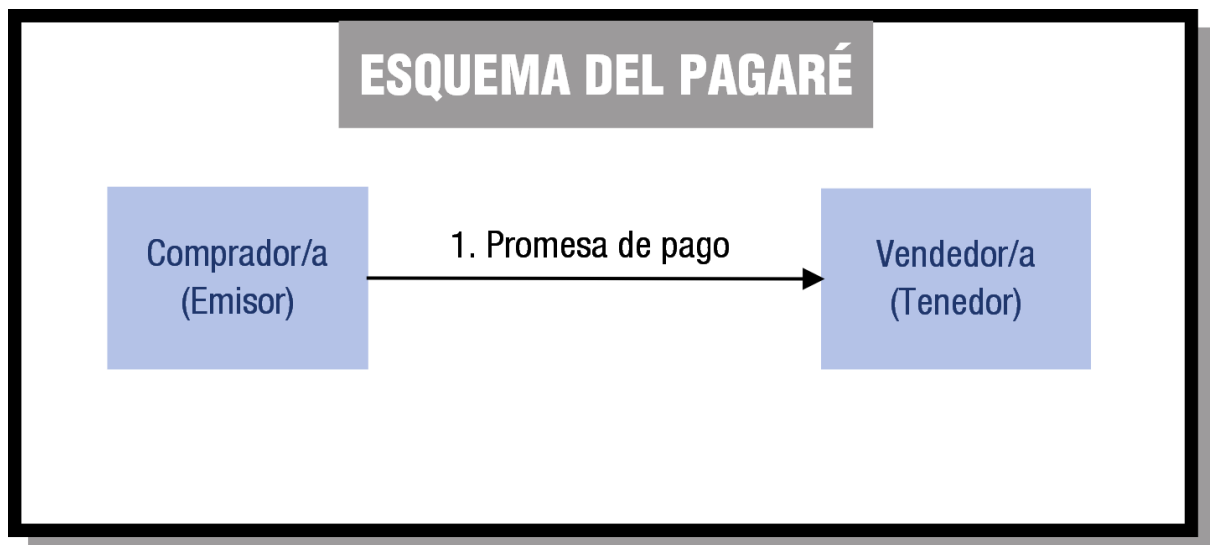 ESQUEMA DEL PAGARÉ
Comprador/a
(Emisor)
1. Promesa de pago
Vendedor/a
(Tenedor)